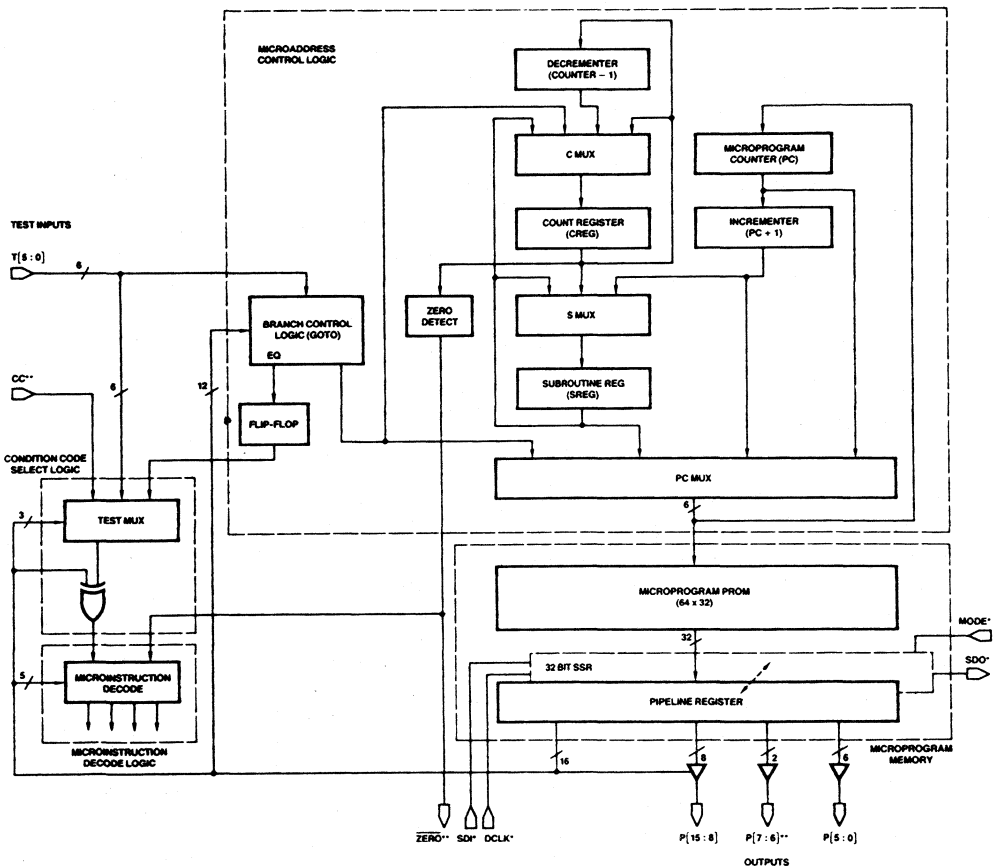 MICROADDRESS
CONTROL LOGIC
DECREMENTER
(COUNTER – 1)
C MUX
MICROPROGRAM
COUNTER (PC)
COUNT REGISTER
(CREG)
INCREMENTER
(PC + 1)
TEST INPUTS
T[5 : 0]
6
BRANCH CONTROL
LOGIC (GOTO)
EQ
ZERO
DETECT
S MUX
SUBROUTINE REG
(SREG)
CC**
6
12
FLIP-FLOP
CONDITION CODE
SELECT LOGIC
PC MUX
6
3
TEST MUX
MICROPROGRAM PROM
(64 x 32)
32
MODE*
32 BIT SSR
SDO*
5
MICROINSTRUCTION
DECODE
PIPELINE REGISTER
MICROINSTRUCTION
DECODE LOGIC
MICROPROGRAM
MEMORY
16
8
2
6
ZERO**
SDI*
DCLK*
P[15 : 8]
P[7 : 6]**
P[5 : 0]
OUTPUTS